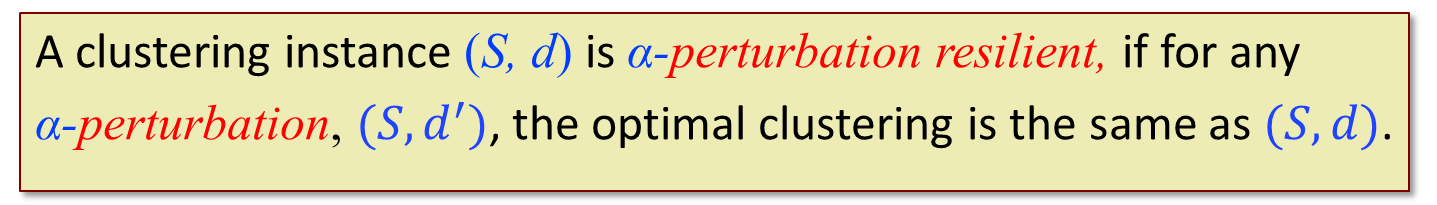 A clustering instance (S, d) is α-perturbation resilient, if for any
α-perturbation, (S, d′), the optimal clustering is the same as (S, d).